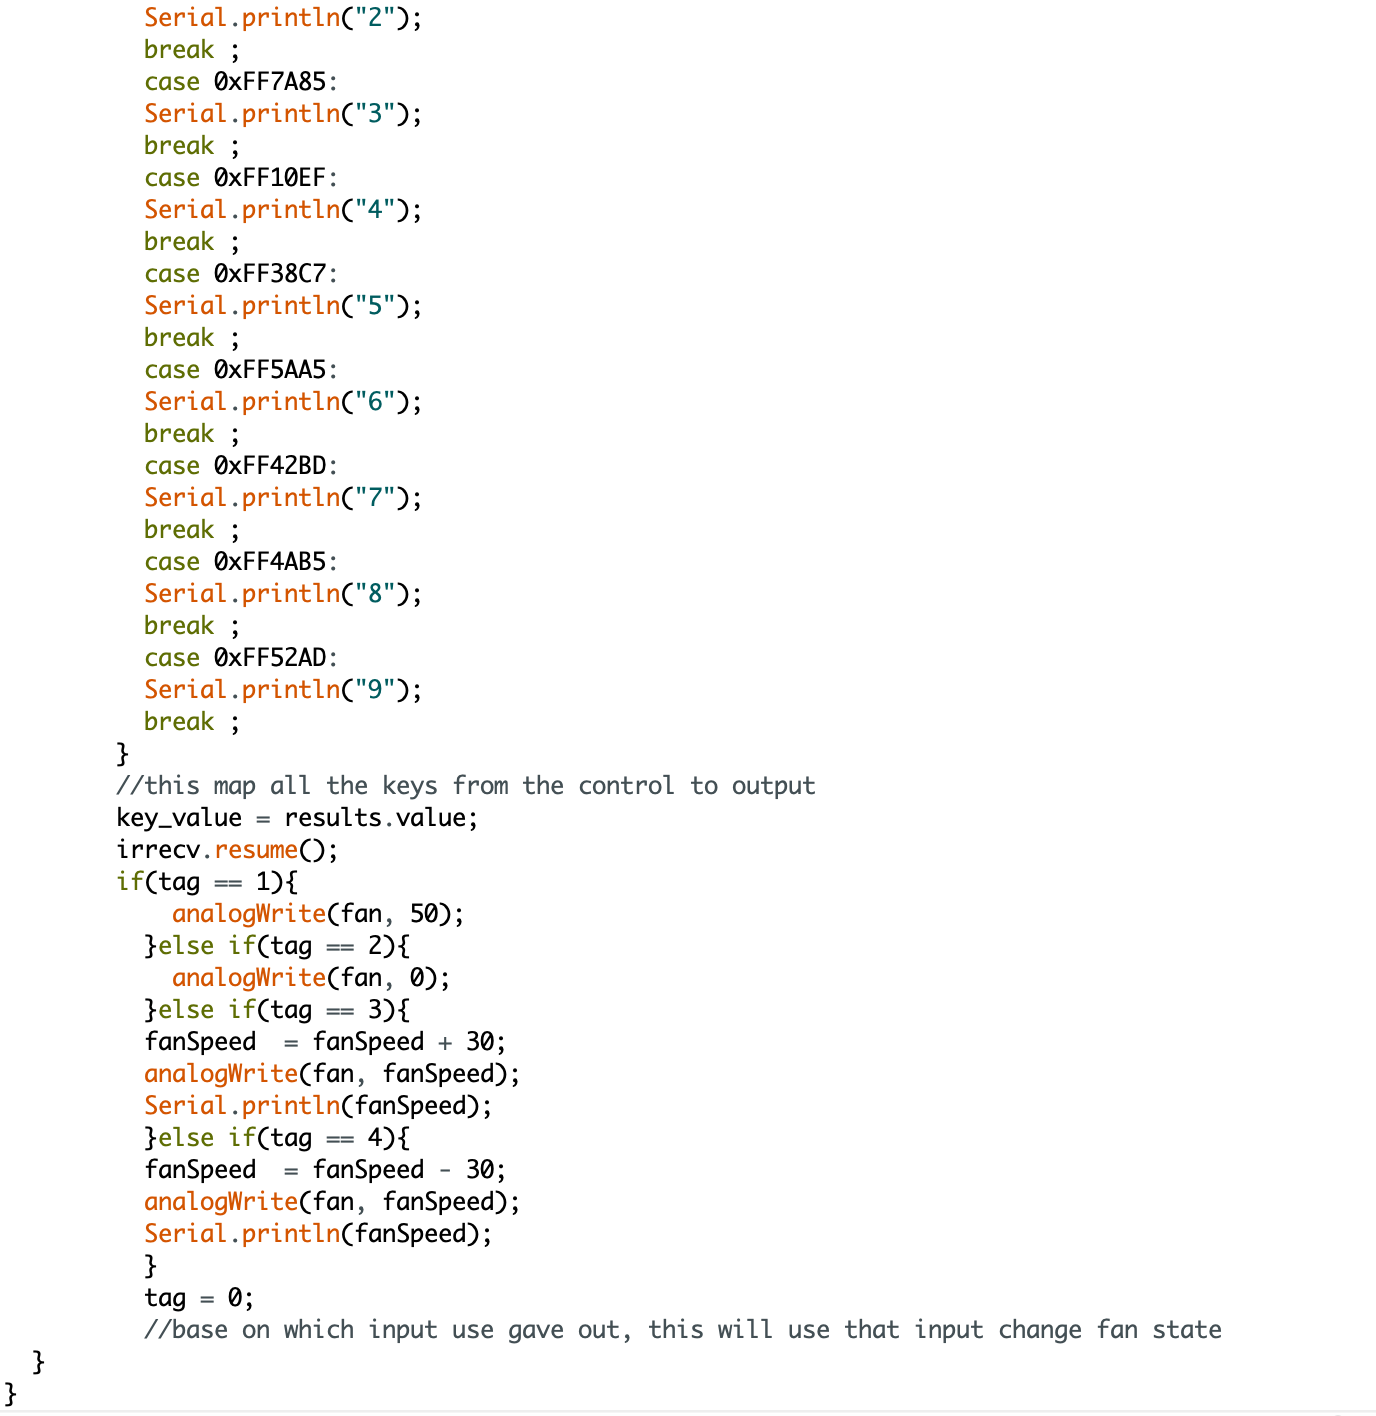 Serial.println("2");
break ;
case 0xFF7A85:
Serial.println("3");
break ;
case 0xFF10EF:
Serial.println("4");
break ;
case 0xFF38C7:
Serial.println("5");
break ;
case 0xFF5AA5:
Serial.println("6");
break ;
case 0xFF42BD:
Serial.println("7");
break ;
case 0xFF4AB5:
Serial.println("8");
break ;
case 0xFF52AD:
Serial.println("9");
break ;
}
//this map all the keys from the control to output
key_value = results.value;
irrecv.resume();
if(tag == 1){
analogWrite(fan, 50);
}else if(tag == 2){
analogWrite(fan, 0);
}else if(tag == 3){
fanSpeed  = fanSpeed + 30;
analogWrite(fan, fanSpeed);
Serial.println(fanSpeed);
}else if(tag == 4){
fanSpeed  = fanSpeed - 30;
analogWrite(fan, fanSpeed);
Serial.println(fanSpeed);
}
tag = 0;
//base on which input use gave out, this will use that input change fan state
}
}